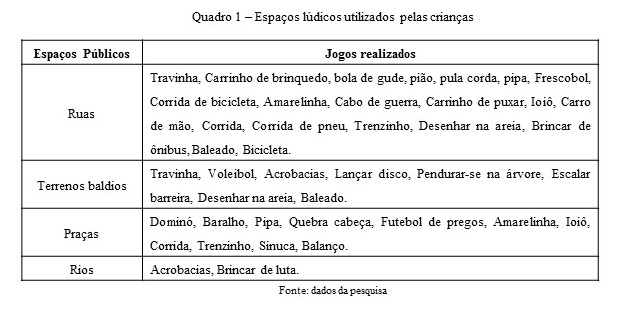 Quadro 1 – Espaços lúdicos utilizados pelas crianças
Espaços Públicos Jogos realizados
Ruas
Travinha, Carrinho de brinquedo, bola de gude, pião, pula corda, pipa, Frescobol,
Corrida de bicicleta, Amarelinha, Cabo de guerra, Carrinho de puxar, Ioiô, Carro
de mão, Corrida, Corrida de pneu, Trenzinho, Desenhar na areia, Brincar de
ônibus, Baleado, Bicicleta.
Terrenos baldios
Travinha, Voleibol, Acrobacias, Lançar disco, Pendurar-se na árvore, Escalar
barreira, Desenhar na areia, Baleado.
Praças
Dominó, Baralho, Pipa, Quebra cabeça, Futebol de pregos, Amarelinha, Ioiô,
Corrida, Trenzinho, Sinuca, Balanço.
Rios
Acrobacias, Brincar de luta.
Fonte: dados da pesquisa